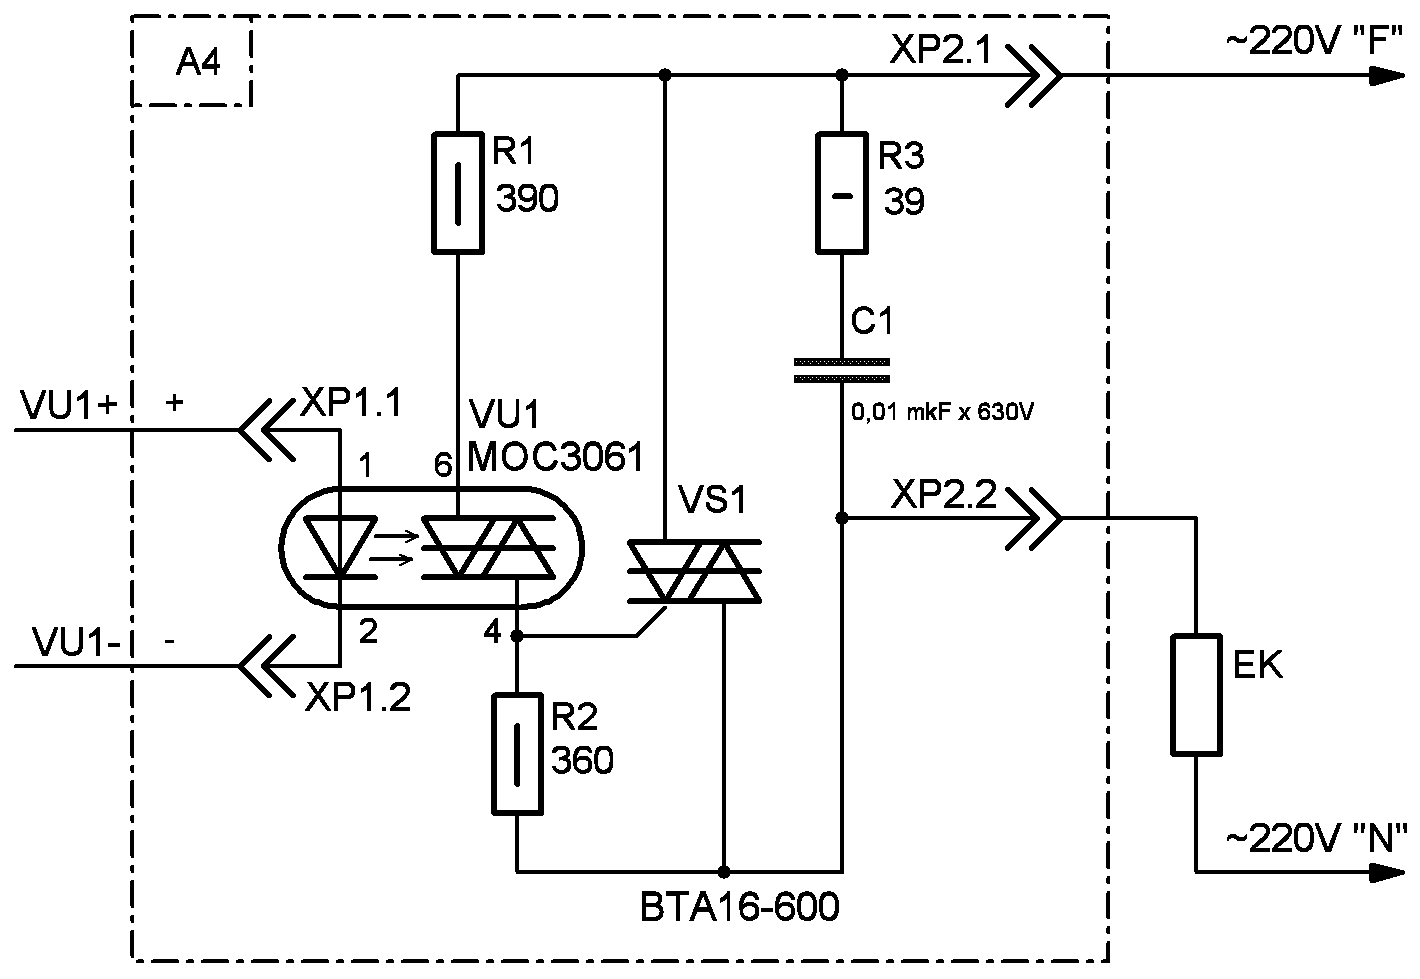 A4
XP2.1
~220V "F"
R1
390
R3
39
C1
0,01 mkF x 630V
VU1+
+
XP1.1
VU1
MOC3061
1
6
VS1
XP2.2
VU1-
-
2
4
XP1.2
R2
360
EK
~220V "N"
BTA16-600